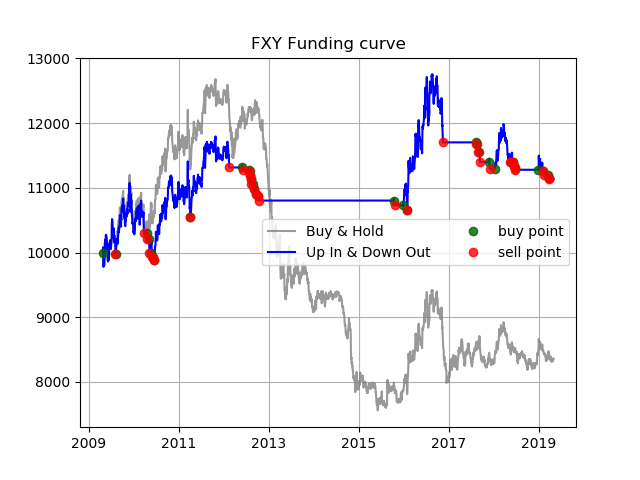 FXY Funding curve
13000
12000
11000
10000
9000
8000
Buy & Hold
Up In & Down Out
buy point
sell point
2009 2011 2013 2015 2017 2019